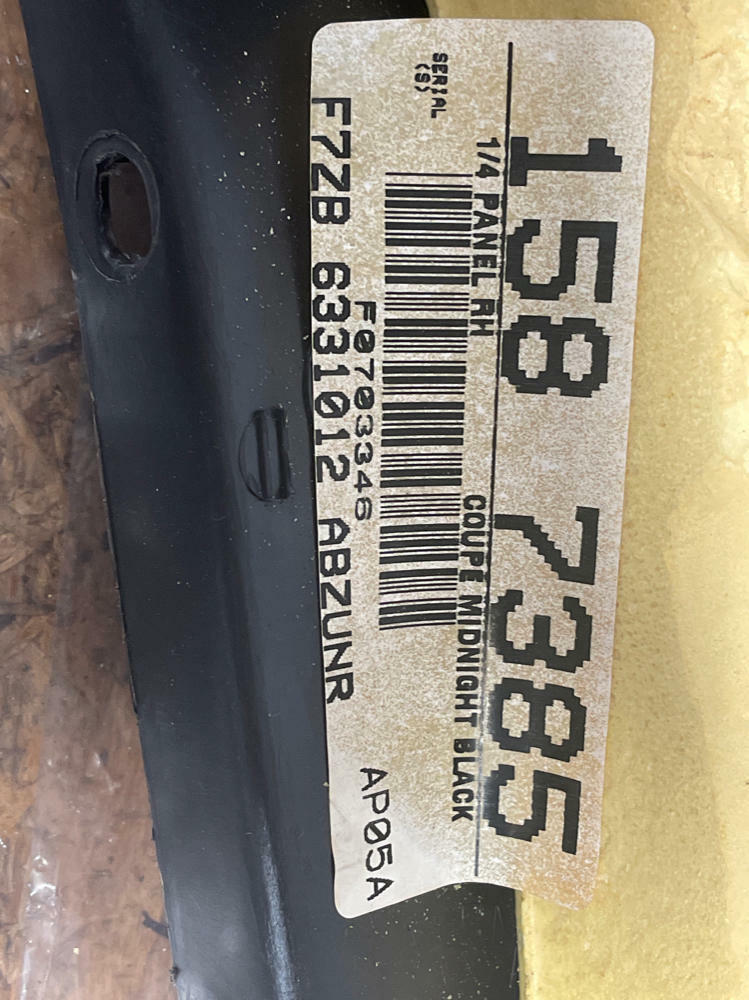 158 7385
1/4 PANEL RH COUPE MIDNIGHT BLACK
SERIAL
(S)
F0703346
F7ZB 6331012 ABZUNR AP05A